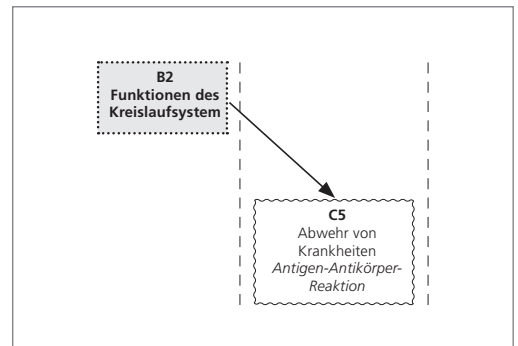 B2
Funktionen des
Kreislaufsystem
C5
Abwehr von
Krankheiten
Antigen-Antikörper-
Reaktion